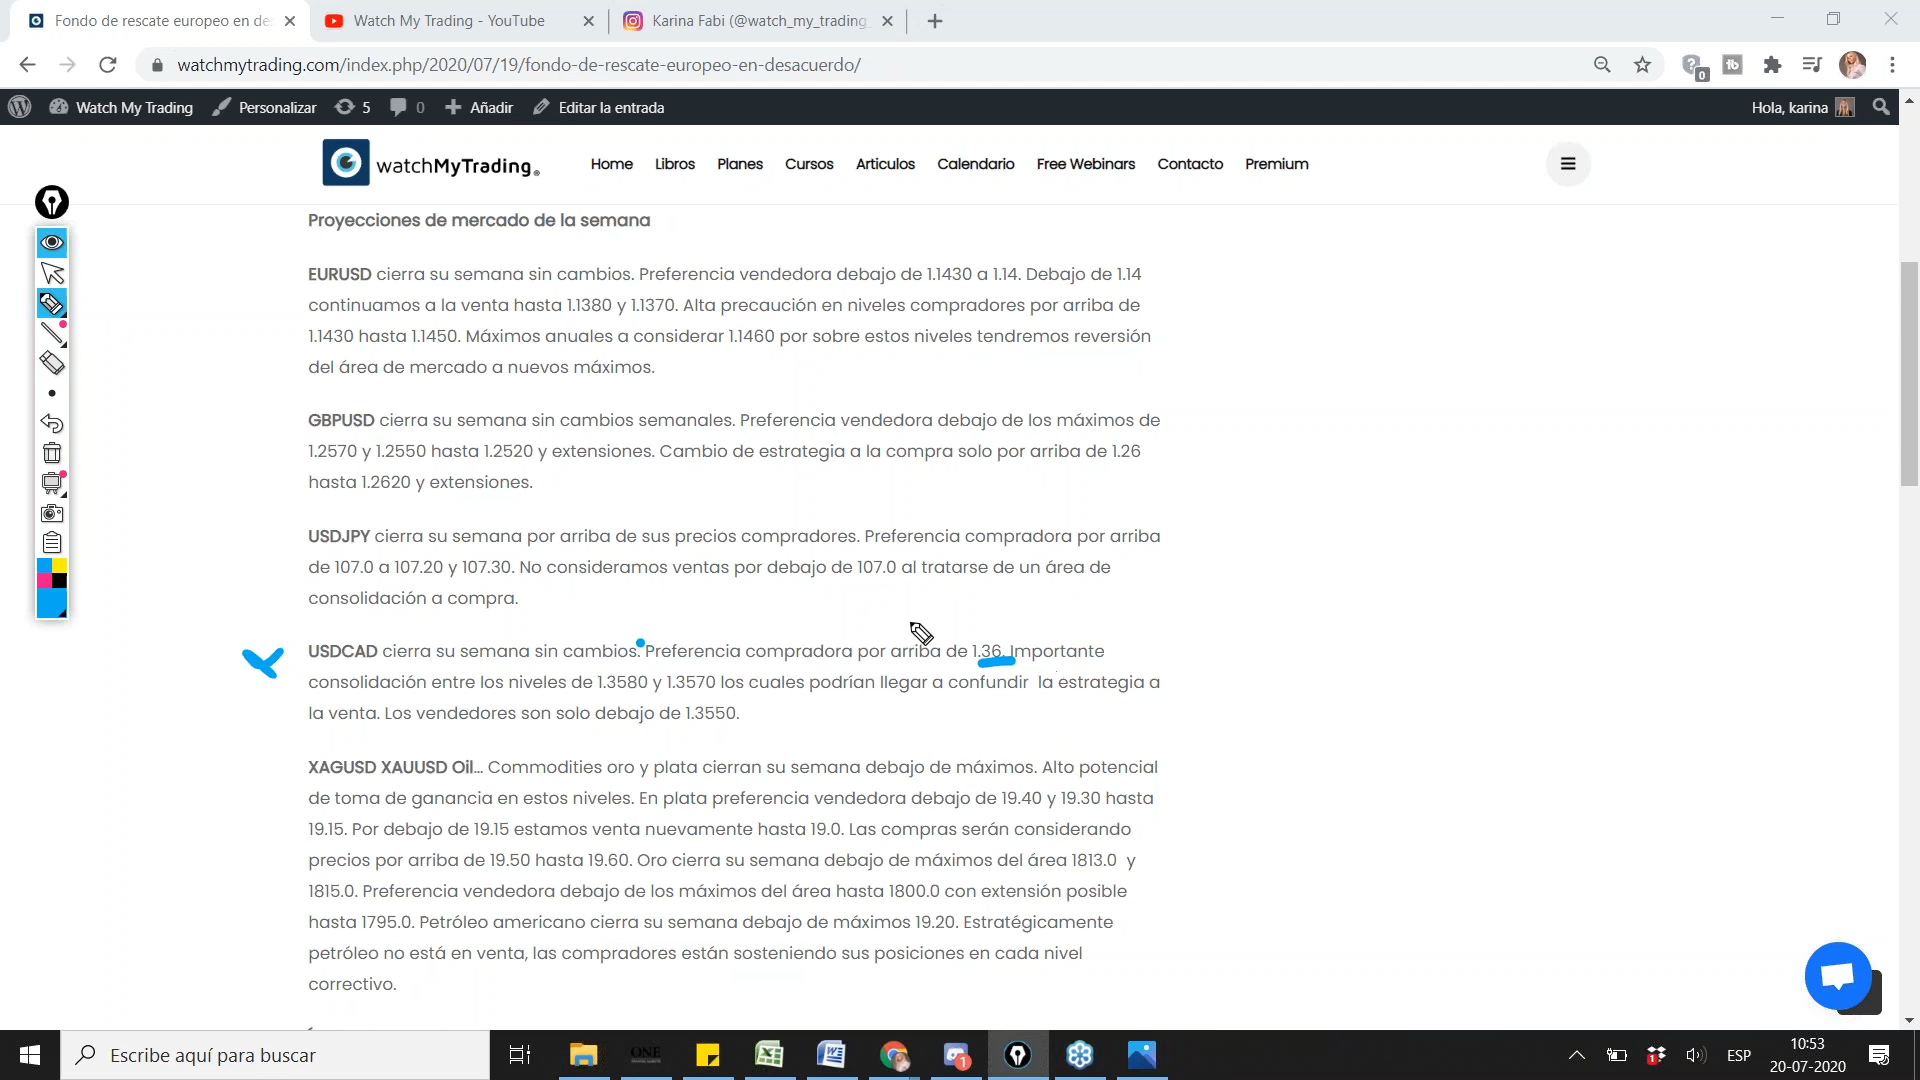 Fondo de rescate europeo en de
Watch My Trading - YouTube
Karina Fabi (@watch_my_trading_
watchmytrading.com/index.php/2020/07/19/fondo-de-rescate-europeo-en-desacuerdo/
0
Watch My Trading
Personalizar
5
0
Añadir
Editar la entrada
Hola, karina
watchMyTrading®
Home
Libros
Planes
Cursos
Articulos
Calendario
Free Webinars
Contacto
Premium
Proyecciones de mercado de la semana
EURUSD cierra su semana sin cambios. Preferencia vendedora debajo de 1.1430 a 1.14. Debajo de 1.14
continuamos a la venta hasta 1.1380 y 1.1370. Alta precaución en niveles compradores por arriba de
1.1430 hasta 1.1450. Máximos anuales a considerar 1.1460 por sobre estos niveles tendremos reversión
del área de mercado a nuevos máximos.
GBPUSD cierra su semana sin cambios semanales. Preferencia vendedora debajo de los máximos de
1.2570 y 1.2550 hasta 1.2520 y extensiones. Cambio de estrategia a la compra solo por arriba de 1.26
hasta 1.2620 y extensiones.
USDJPY cierra su semana por arriba de sus precios compradores. Preferencia compradora por arriba
de 107.0 a 107.20 y 107.30. No consideramos ventas por debajo de 107.0 al tratarse de un área de
consolidación a compra.
USDCAD cierra su semana sin cambios. Preferencia compradora por arriba de 1.36. Importante
consolidación entre los niveles de 1.3580 y 1.3570 los cuales podrían llegar a confundir la estrategia a
la venta. Los vendedores son solo debajo de 1.3550.
XAGUSD XAUUSD Oil... Commodities oro y plata cierran su semana debajo de máximos. Alto potencial
de toma de ganancia en estos niveles. En plata preferencia vendedora debajo de 19.40 y 19.30 hasta
19.15. Por debajo de 19.15 estamos venta nuevamente hasta 19.0. Las compras serán considerando
precios por arriba de 19.50 hasta 19.60. Oro cierra su semana debajo de máximos del área 1813.0 y
1815.0. Preferencia vendedora debajo de los máximos del área hasta 1800.0 con extensión posible
hasta 1795.0. Petróleo americano cierra su semana debajo de máximos 19.20. Estratégicamente
petróleo no está en venta, las compradores están sosteniendo sus posiciones en cada nivel
correctivo.
Escribe aquí para buscar
ONE
1
1
ESP
10:53
20-07-2020